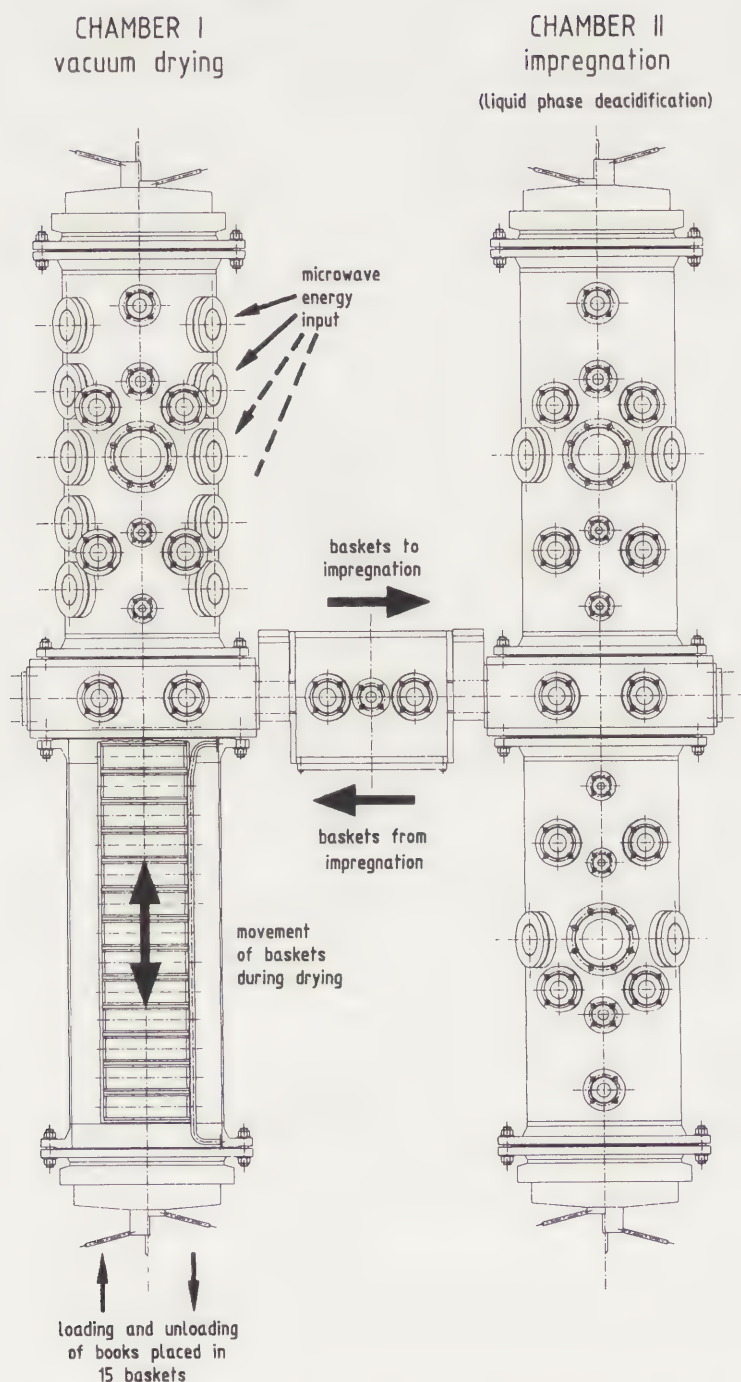 CHAMBER I
vacuum drying
CHAMBER II
impregnation
(liquid phase deacidification)
microwave
energy
input
baskets to
impregnation
baskets from
impregnation
movement
of baskets
during drying
loading and unloading
of books placed in
15 baskets